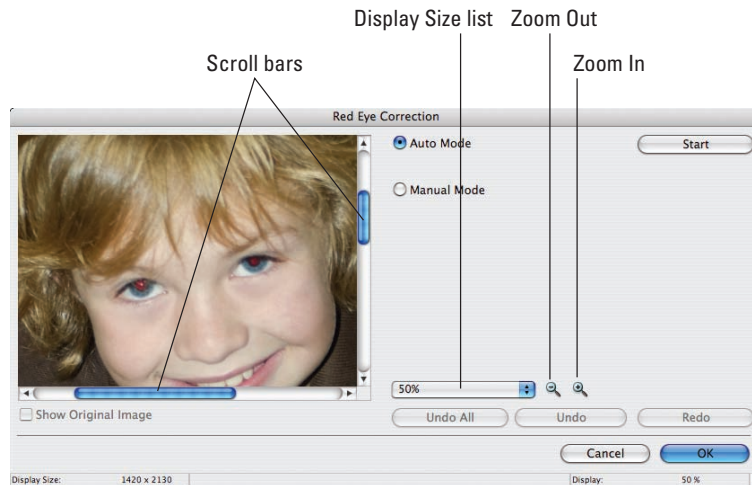 Display Size list Zoom Out
Scroll bars Zoom In
Red Eye Correction
Auto Mode Start
Manual Mode
50%
Show Original Image Undo All Undo Redo
Cancel OK
Display Size: 1420 x 2130 Display: 50 %